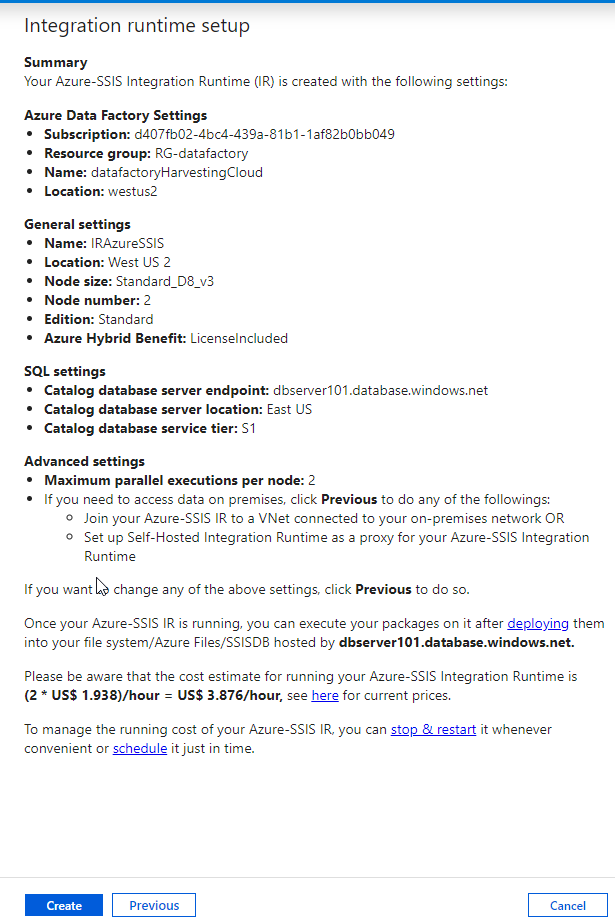 Integration runtime setup
Summary
Your Azure-SSIS Integration Runtime (IR) is created with the following settings:
Azure Data Factory Settings
• Subscription: d407fb02-4bc4-439a-81b1-1af82b0bb049
• Resource group: RG-datafactory
• Name: datafactoryHarvestingCloud
• Location: westus2
General settings
• Name: IRAzureSSIS
• Location: West US 2
• Node size: Standard_D8_v3
• Node number: 2
• Edition: Standard
• Azure Hybrid Benefit: LicenseIncluded
SQL settings
• Catalog database server endpoint: dbserver101.database.windows.net
• Catalog database server location: East US
• Catalog database service tier: S1
Advanced settings
• Maximum parallel executions per node: 2
• If you need to access data on premises, click Previous to do any of the followings:
○ Join your Azure-SSIS IR to a VNet connected to your on-premises network OR
○ Set up Self-Hosted Integration Runtime as a proxy for your Azure-SSIS Integration
Runtime
If you want change any of the above settings, click Previous to do so.
Once your Azure-SSIS IR is running, you can execute your packages on it after deploying them
into your file system/Azure Files/SSISDB hosted by dbserver101.database.windows.net.
Please be aware that the cost estimate for running your Azure-SSIS Integration Runtime is
(2 * US$ 1.938)/hour = US$ 3.876/hour, see here for current prices.
To manage the running cost of your Azure-SSIS IR, you can stop & restart it whenever
convenient or schedule it just in time.
Create Previous Cancel